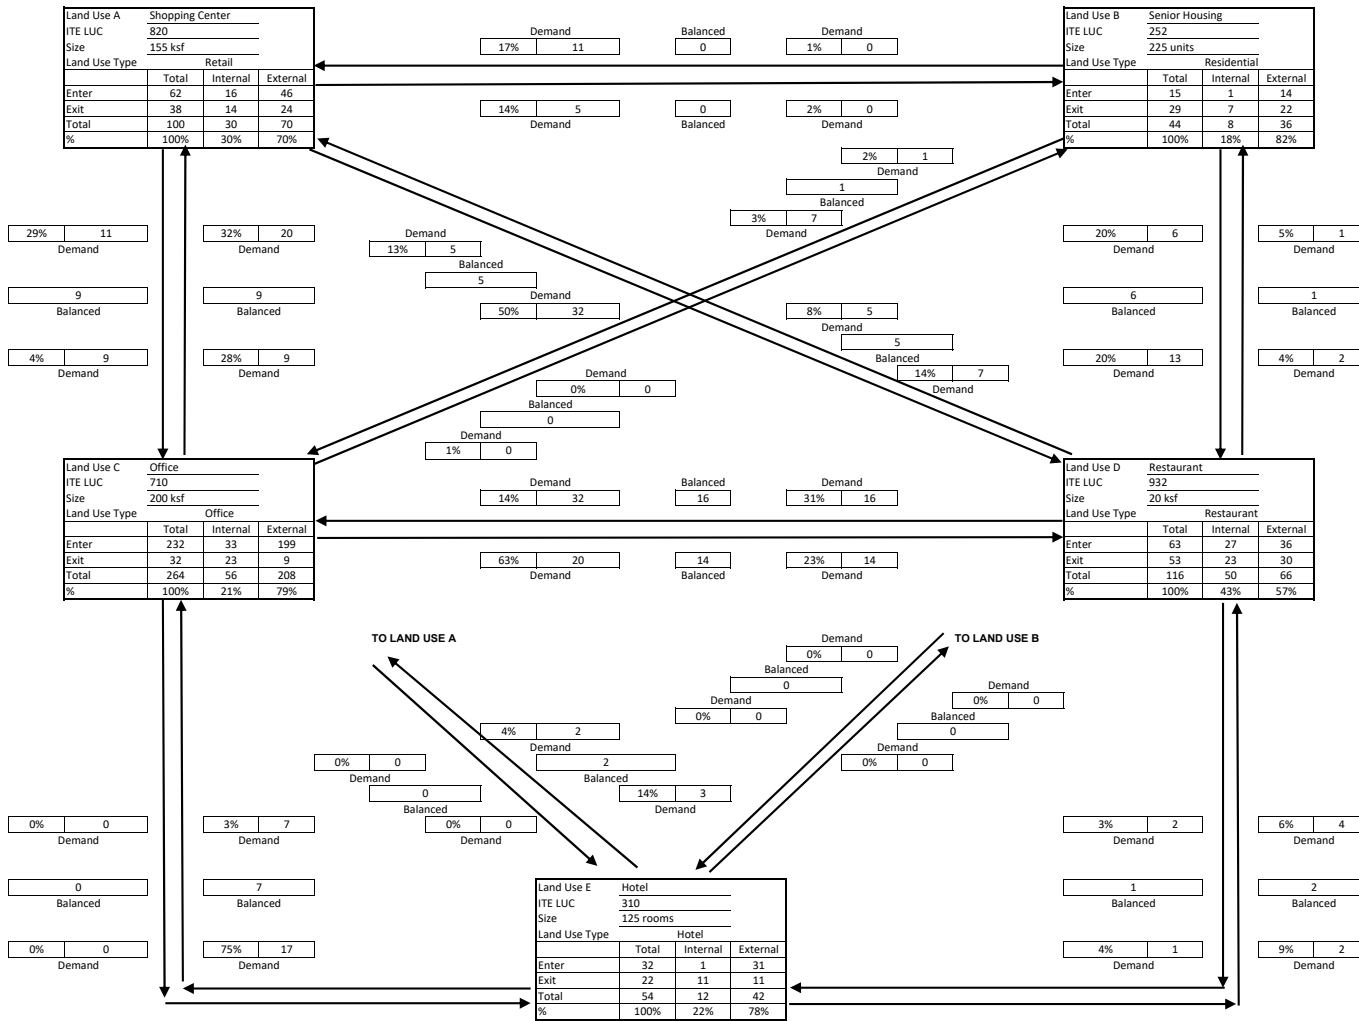 Land Use A Shopping Center
ITE LUC 820
Size 155 ksf
Land Use Type Retail
Total Internal External
Enter 62 16 46
Exit 38 14 24
Total 100 30 70
% 100% 30% 70%
Demand Balanced Demand
17% 11 0 1% 0
14% 5 0 2% 0
Demand Balanced Demand
Land Use B Senior Housing
ITE LUC 252
Size 225 units
Land Use Type Residential
Total Internal External
Enter 15 1 14
Exit 29 7 22
Total 44 8 36
% 100% 18% 82%
2% 1
Demand
1
Balanced
3% 7
Demand
29% 11
Demand
9
Balanced
4% 9
Demand
32% 20
Demand
9
Balanced
28% 9
Demand
Demand
13% 5
Balanced
5
Demand
50% 32
8% 5
Demand
5
Balanced
14% 7
Demand
20% 6
Demand
6
Balanced
20% 13
Demand
5% 1
Demand
1
Balanced
4% 2
Demand
Demand
0% 0
Balanced
0
Demand
1% 0
Land Use C Office
ITE LUC 710
Size 200 ksf
Land Use Type Office
Total Internal External
Enter 232 33 199
Exit 32 23 9
Total 264 56 208
% 100% 21% 79%
Demand Balanced Demand
14% 32 16 31% 16
63% 20 14 23% 14
Demand Balanced Demand
Land Use D Restaurant
ITE LUC 932
Size 20 ksf
Land Use Type Restaurant
Total Internal External
Enter 63 27 36
Exit 53 23 30
Total 116 50 66
% 100% 43% 57%
TO LAND USE A
TO LAND USE B
Demand
0% 0
Balanced
0
Demand
0% 0
Demand
0% 0
Balanced
0
Demand
0% 0
4% 2
Demand
2
Balanced
14% 3
Demand
0% 0
Demand
0
Balanced
0% 0
Demand
0% 0
Demand
0
Balanced
0% 0
Demand
3% 7
Demand
7
Balanced
75% 17
Demand
3% 2
Demand
1
Balanced
4% 1
Demand
6% 4
Demand
2
Balanced
9% 2
Demand
Land Use E Hotel
ITE LUC 310
Size 125 rooms
Land Use Type Hotel
Total Internal External
Enter 32 1 31
Exit 22 11 11
Total 54 12 42
% 100% 22% 78%